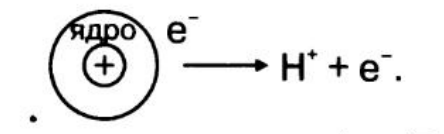 ядро e⁻
+ → H⁺ + e⁻.
.